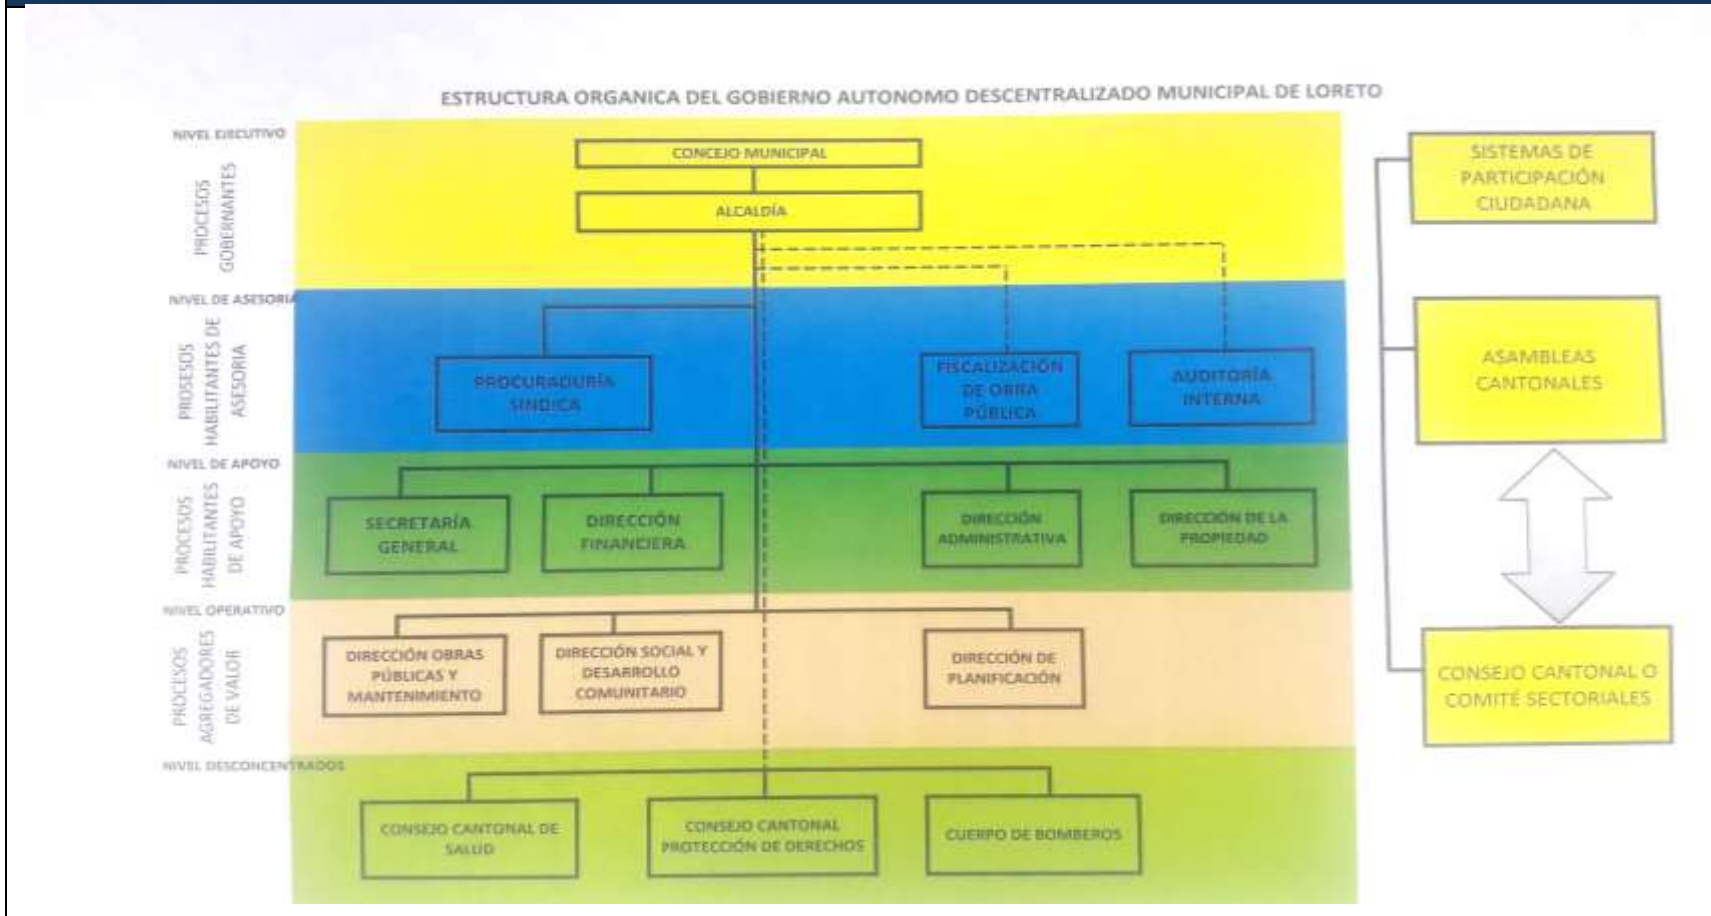 ESTRUCTURA ORGANICA DEL GOBIERNO AUTONOMO DESCENTRALIZADO MUNICIPAL DE LORETO
NIVEL EJECUTIVO
PROCESOS
GOBERNANTES
CONCEJO MUNICIPAL
ALCALDÍA
NIVEL DE ASESORIA
PROSESOS
HABILITANTES DE
ASESORIA
PROCURADURÍA
SINDICA
FISCALIZACIÓN
DE OBRA
PÚBLICA
AUDITORÍA
INTERNA
NIVEL DE APOYO
PROCESOS
HABILITANTES
DE APOYO
SECRETARÍA
GENERAL
DIRECCIÓN
FINANCIERA
DIRECCIÓN
ADMINISTRATIVA
DIRECCIÓN DE LA
PROPIEDAD
NIVEL OPERATIVO
PROCESOS
AGREGADORES
DE VALOR
DIRECCIÓN OBRAS
PÚBLICAS Y
MANTENIMIENTO
DIRECCIÓN SOCIAL Y
DESARROLLO
COMUNITARIO
DIRECCIÓN DE
PLANIFICACIÓN
NIVEL DESCONCENTRADOS
CONSEJO CANTONAL DE
SALUD
CONSEJO CANTONAL
PROTECCIÓN DE DERECHOS
CUERPO DE BOMBEROS
SISTEMAS DE
PARTICIPACIÓN
CIUDADANA
ASAMBLEAS
CANTONALES
CONSEJO CANTONAL O
COMITÉ SECTORIALES